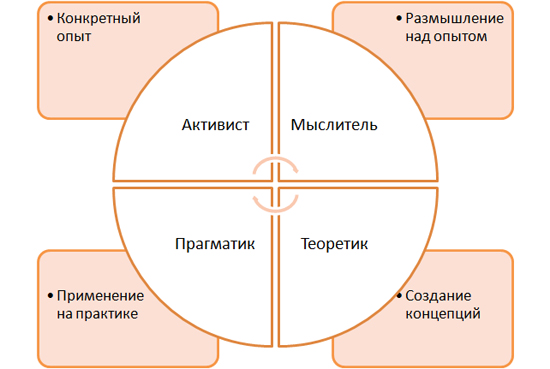 • Конкретный
опыт
• Размышление
над опытом
Активист
Мыслитель
Прагматик
Теоретик
• Применение
на практике
• Создание
концепций